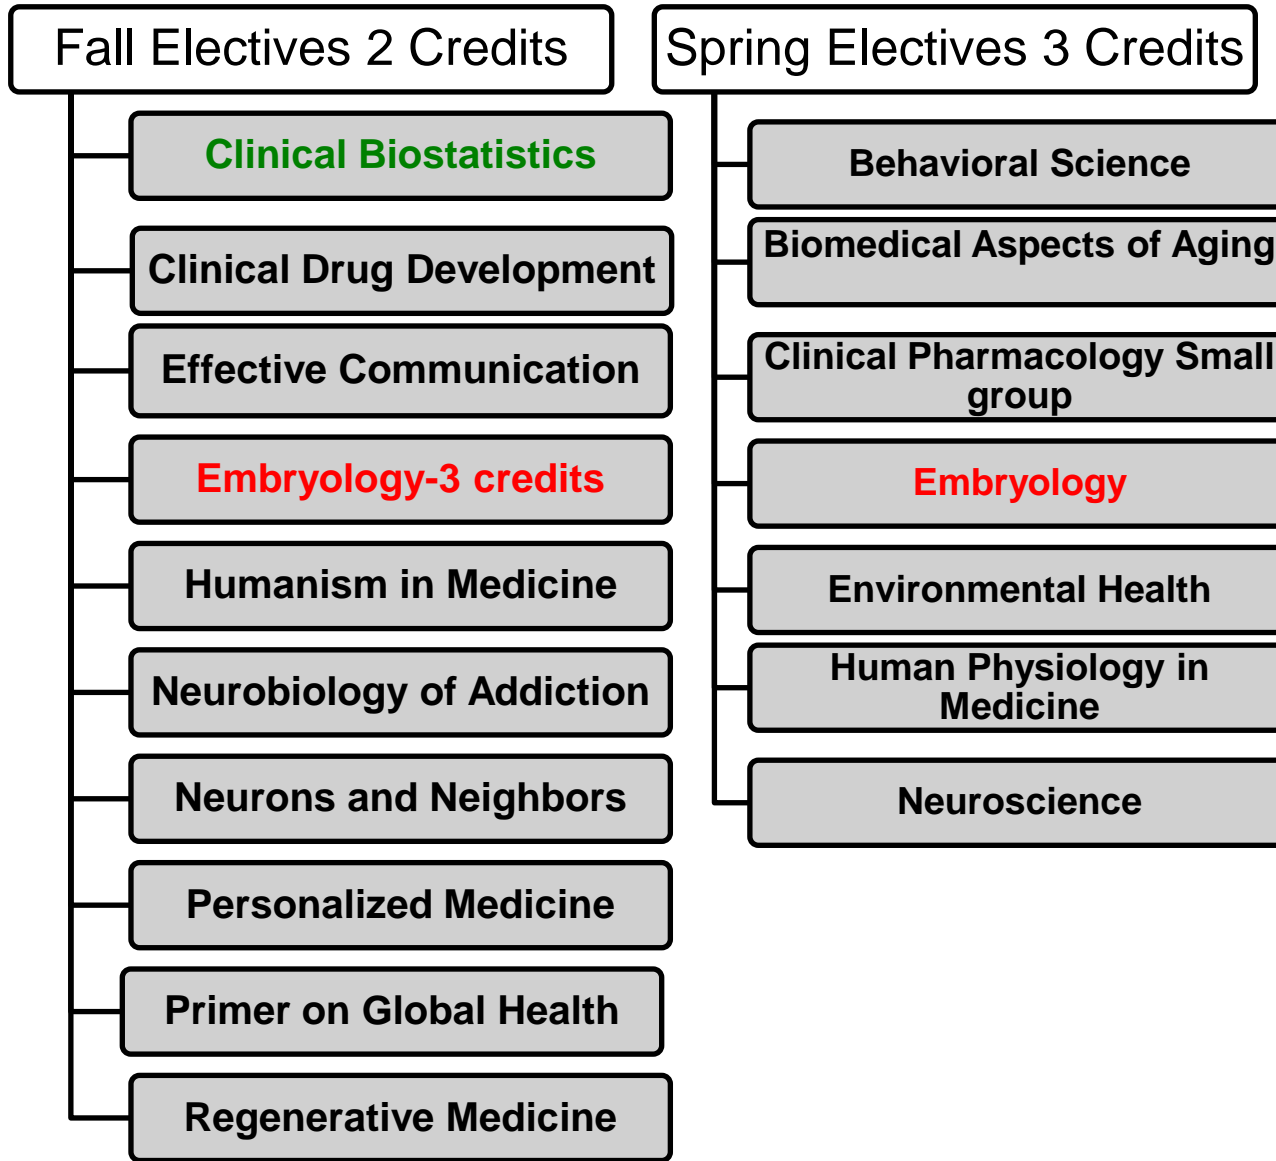 Fall Electives 2 Credits
Clinical Biostatistics
Clinical Drug Development
Effective Communication
Embryology-3 credits
Humanism in Medicine
Neurobiology of Addiction
Neurons and Neighbors
Personalized Medicine
Primer on Global Health
Regenerative Medicine
Spring Electives 3 Credits
Behavioral Science
Biomedical Aspects of Aging
Clinical Pharmacology Small
group
Embryology
Environmental Health
Human Physiology in
Medicine
Neuroscience